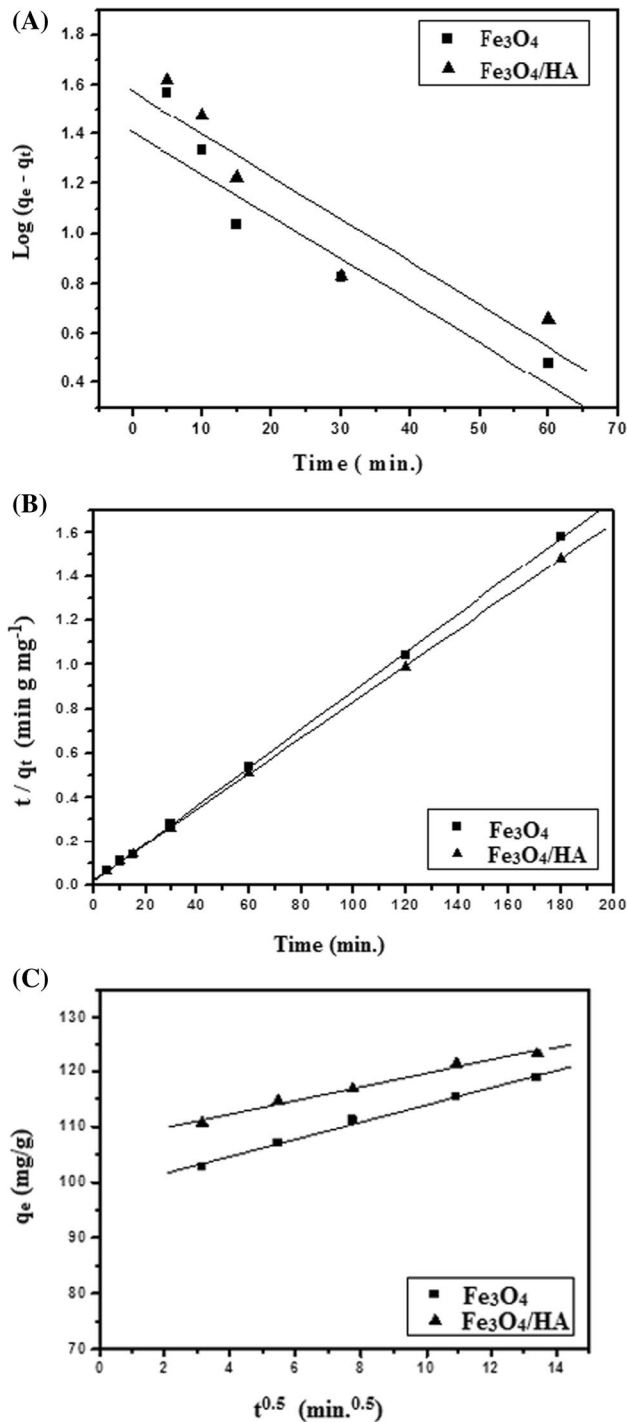 (A)
1.8
1.6
1.4
1.2
1.0
0.8
0.6
0.4
Log (qe - qt)
Fe3O4
Fe3O4/HA
0 10 20 30 40 50 60 70
Time ( min.)
(B)
1.6
1.4
1.2
1.0
0.8
0.6
0.4
0.2
0.0
t / qt (min g mg-1)
Fe3O4
Fe3O4/HA
0 20 40 60 80 100 120 140 160 180 200
Time (min.)
(C)
130
120
110
100
90
80
70
qe (mg/g)
Fe3O4
Fe3O4/HA
0 2 4 6 8 10 12 14
t0.5 (min.0.5)